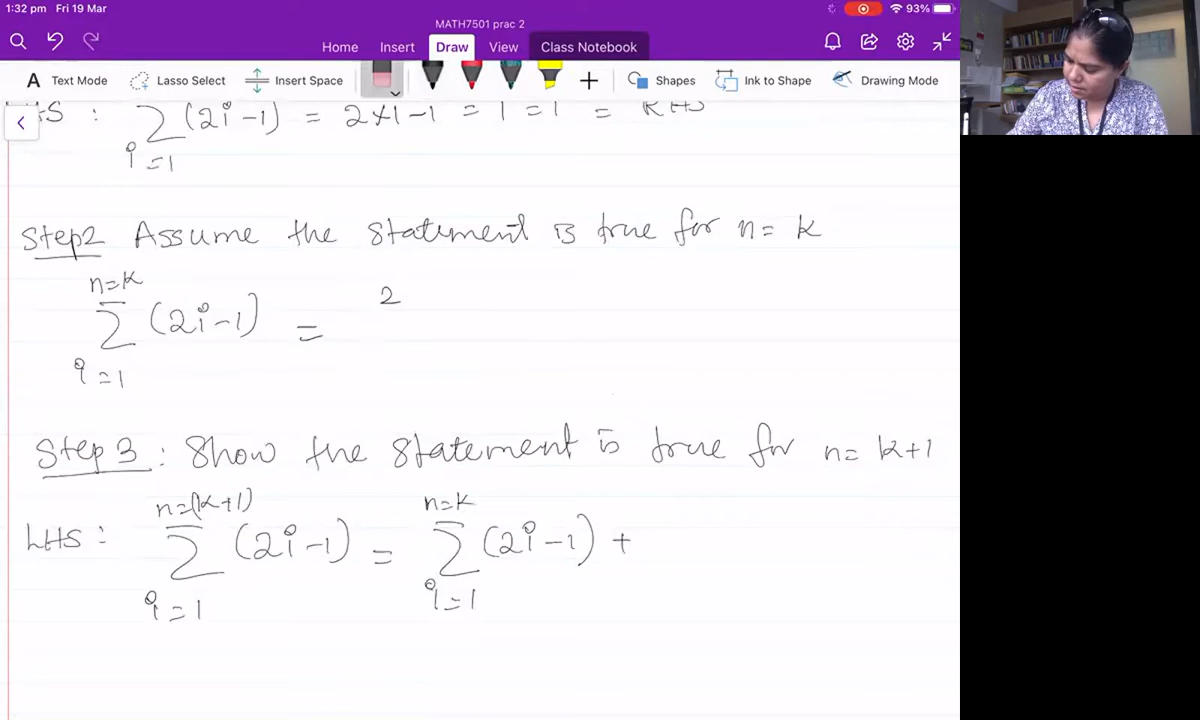 1:32 pm Fri 19 Mar
93%
MATH7501 prac 2
Home Insert Draw View Class Notebook
A Text Mode Lasso Select Insert Space Shapes Ink to Shape Drawing Mode
LHS : ∑ (2i-1) = 2×1-1 = 1 = 1 = RHS
i=1
Step2 Assume the statement is true for n= k
n=k
∑ (2i-1) = 2
i=1
Step 3 : Show the statement is true for n= k+1
n=(k+1) n=k
LHS: ∑ (2i-1) = ∑ (2i-1) +
i=1 i=1